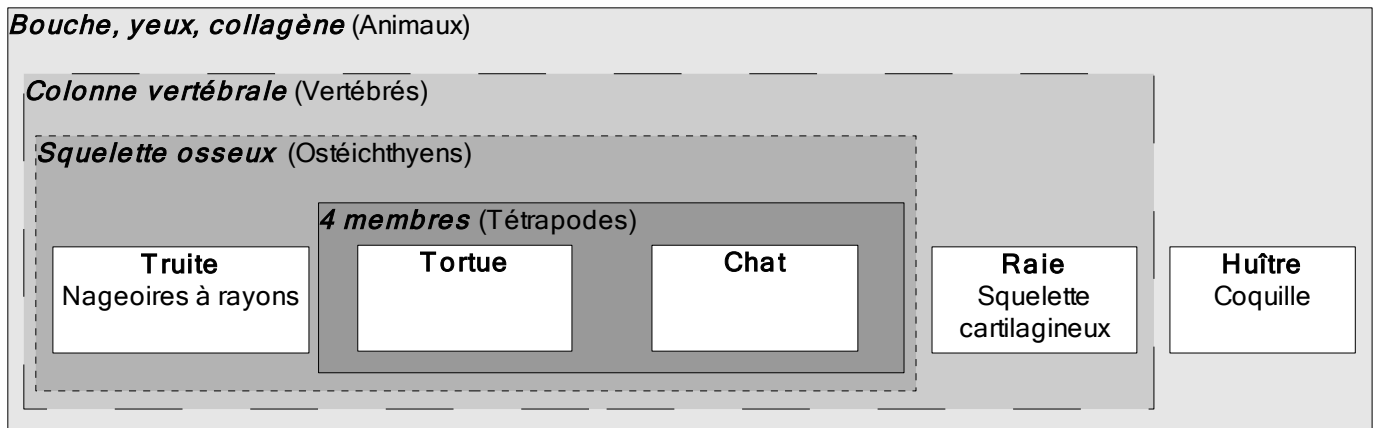 Bouche, yeux, collagène (Animaux)
Colonne vertébrale (Vertébrés)
Squelette osseux (Ostéichthyens)
4 membres (Tétrapodes)
Truite
Nageoires à rayons
Tortue
Chat
Raie
Squelette
cartilagineux
Huître
Coquille